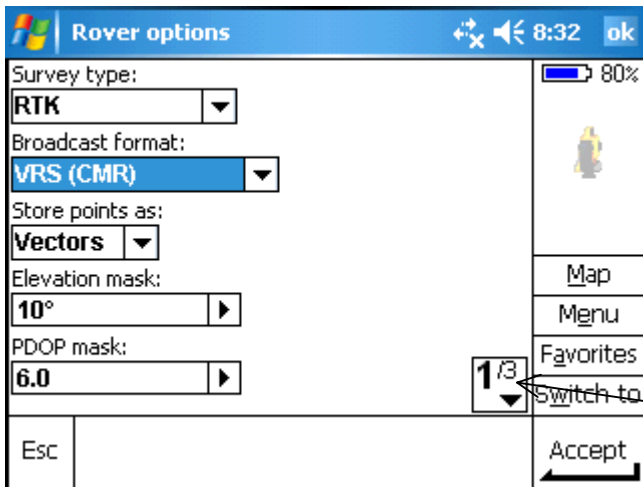 Rover options 8:32 ok
Survey type:
RTK
Broadcast format:
VRS (CMR)
Store points as:
Vectors
Elevation mask:
10°
PDOP mask:
6.0
1/3
80%
Map
Menu
Favorites
Switch to
Esc
Accept